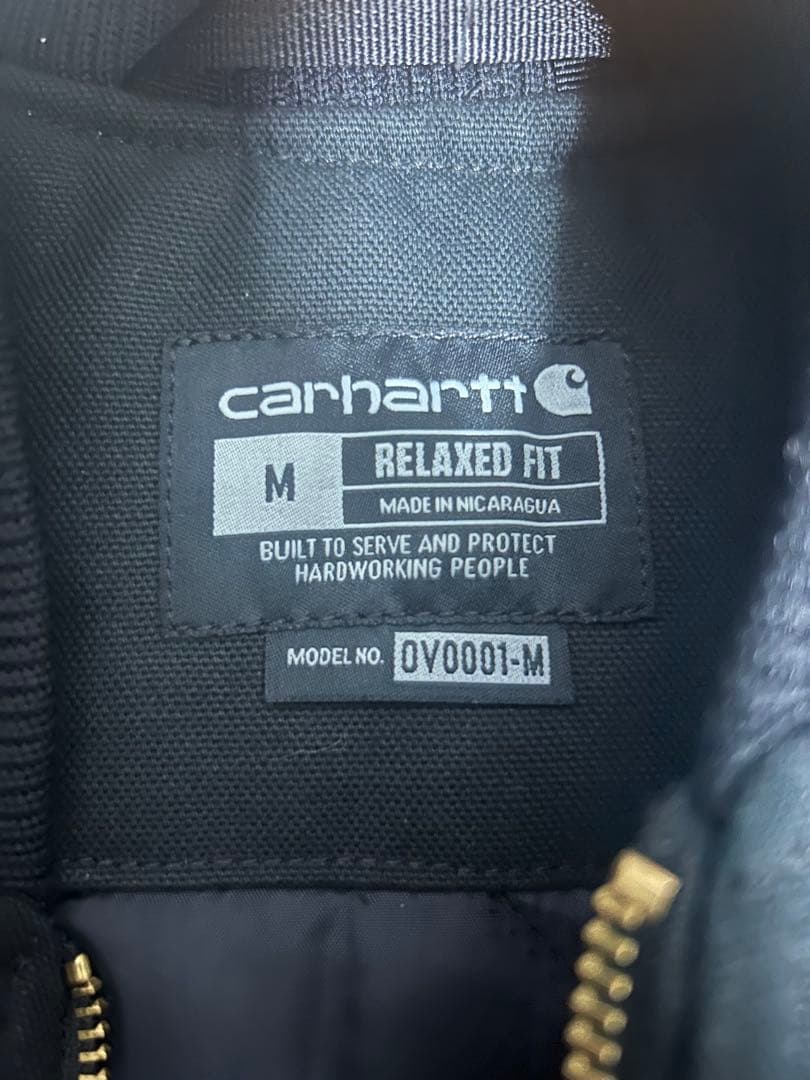 carhartt
M
RELAXED FIT
MADE IN NICARAGUA
BUILT TO SERVE AND PROTECT
HARDWORKING PEOPLE
MODEL NO. OV0001-M